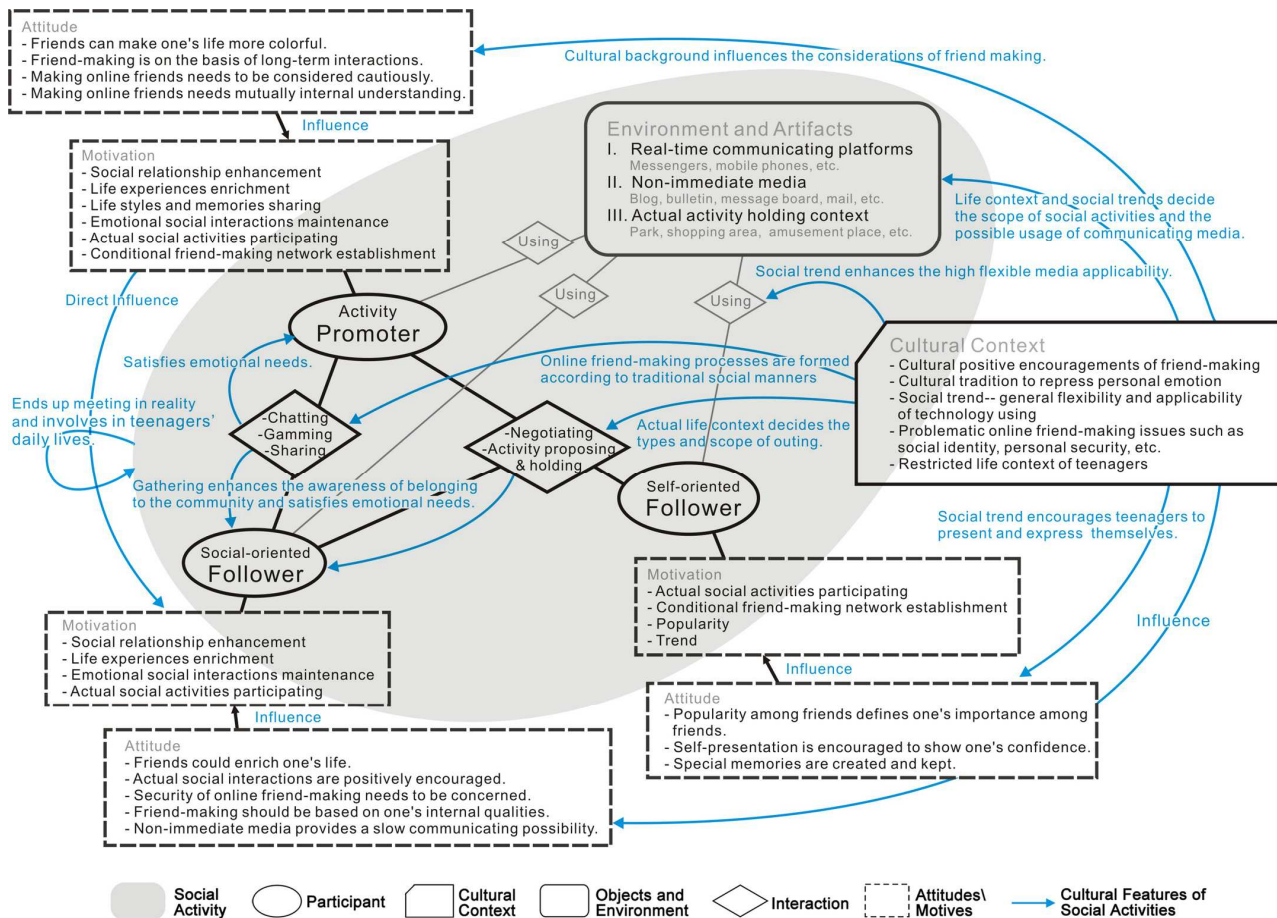 Attitude
- Friends can make one's life more colorful.
- Friend-making is on the basis of long-term interactions.
- Making online friends needs to be considered cautiously.
- Making online friends needs mutually internal understanding.
Cultural background influences the considerations of friend making.
Influence
Motivation
- Social relationship enhancement
- Life experiences enrichment
- Life styles and memories sharing
- Emotional social interactions maintenance
- Actual social activities participating
- Conditional friend-making network establishment
Environment and Artifacts
I. Real-time communicating platforms
Messengers, mobile phones, etc.
II. Non-immediate media
Blog, bulletin, message board, mail, etc.
III. Actual activity holding context
Park, shopping area, amusement place, etc.
Life context and social trends decide
the scope of social activities and the
possible usage of communicating media.
Using
Using
Using
Social trend enhances the high flexible media applicability.
Direct Influence
Activity
Promoter
Satisfies emotional needs.
Online friend-making processes are formed
according to traditional social manners
Cultural Context
- Cultural positive encouragements of friend-making
- Cultural tradition to repress personal emotion
- Social trend-- general flexibility and applicability
of technology using
- Problematic online friend-making issues such as
social identity, personal security, etc.
- Restricted life context of teenagers
Ends up meeting in reality
and involves in teenagers'
daily lives.
-Chatting
-Gamming
-Sharing
-Negotiating
-Activity proposing
& holding
Actual life context decides the
types and scope of outing.
Gathering enhances the awareness of belonging
to the community and satisfies emotional needs.
Self-oriented
Follower
Social-oriented
Follower
Social trend encourages teenagers to
present and express themselves.
Motivation
- Actual social activities participating
- Conditional friend-making network establishment
- Popularity
- Trend
Influence
Motivation
- Social relationship enhancement
- Life experiences enrichment
- Emotional social interactions maintenance
- Actual social activities participating
Influence
Influence
Attitude
- Popularity among friends defines one's importance among
friends.
- Self-presentation is encouraged to show one's confidence.
- Special memories are created and kept.
Attitude
- Friends could enrich one's life.
- Actual social interactions are positively encouraged.
- Security of online friend-making needs to be concerned.
- Friend-making should be based on one's internal qualities.
- Non-immediate media provides a slow communicating possibility.
Social
Activity
Participant
Cultural
Context
Objects and
Environment
Interaction
Attitudes\
Motives
Cultural Features of
Social Activities